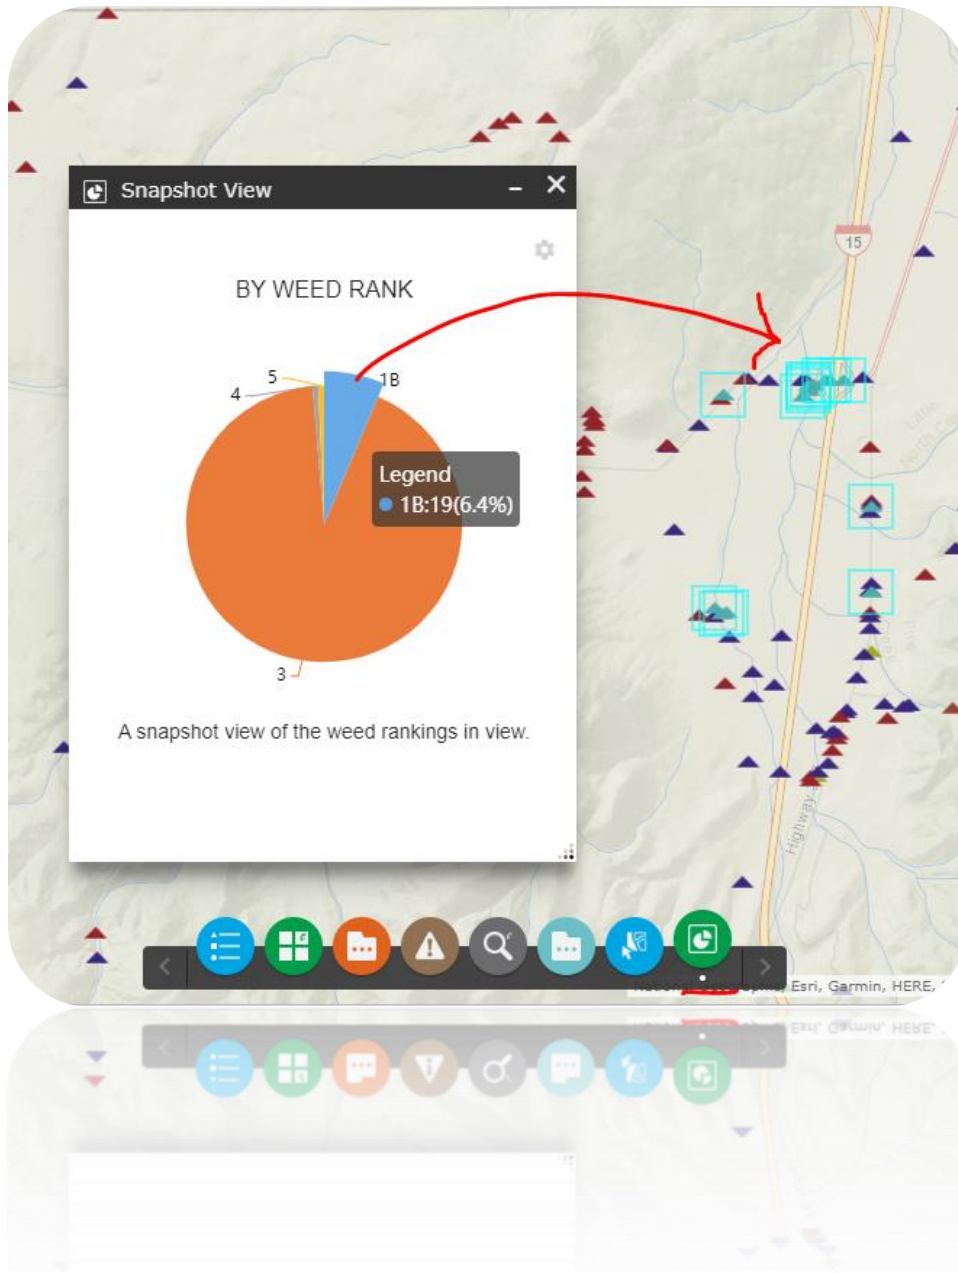 Snapshot View
15
BY WEED RANK
5
1B
4
Legend
1B:19(6.4%)
3
A snapshot view of the weed rankings in view.
Highway
Esri, Garmin, HERE,